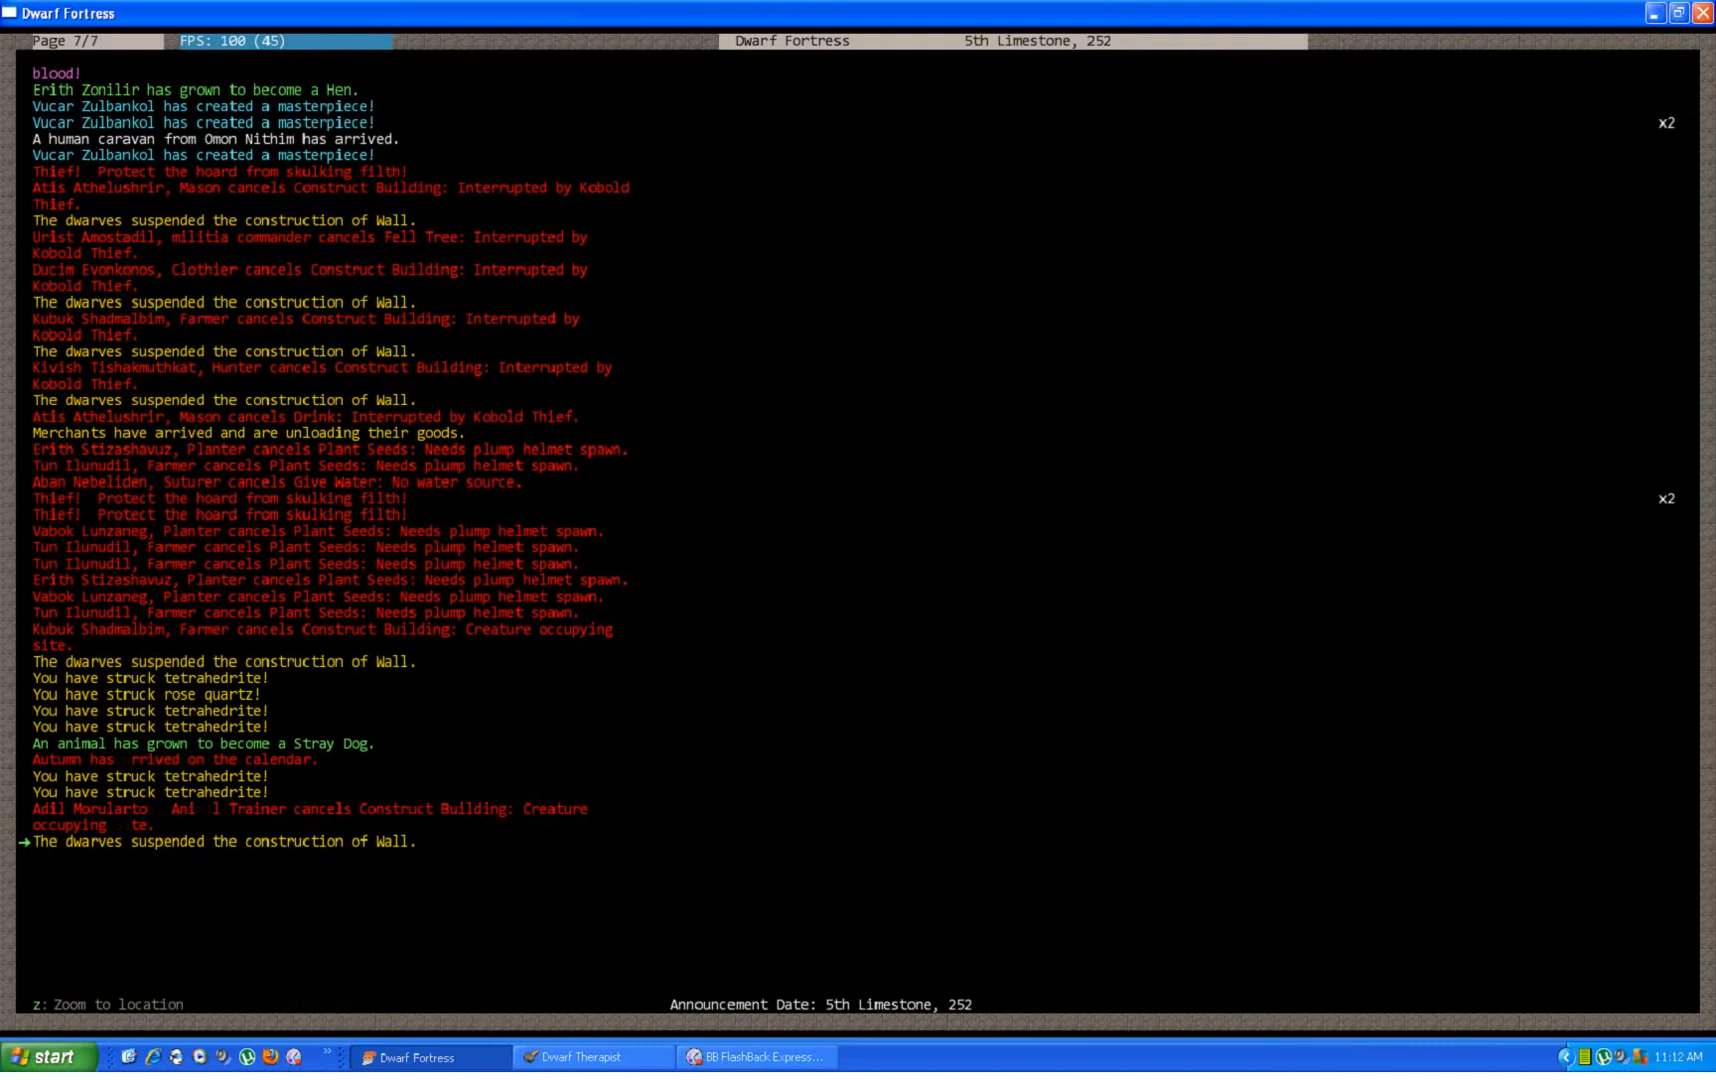 Dwarf Fortress
Page 7/7 FPS: 100 (45) Dwarf Fortress 5th Limestone, 252
blood!
Erith Zonilir has grown to become a Hen.
Vucar Zulbankol has created a masterpiece!
Vucar Zulbankol has created a masterpiece! x2
A human caravan from Omon Nithim has arrived.
Vucar Zulbankol has created a masterpiece!
Thief! Protect the hoard from skulking filth!
Atis Athelushrir, Mason cancels Construct Building: Interrupted by Kobold
Thief.
The dwarves suspended the construction of Wall.
Urist Amostadil, militia commander cancels Fell Tree: Interrupted by
Kobold Thief.
Ducim Evonkonos, Clothier cancels Construct Building: Interrupted by
Kobold Thief.
The dwarves suspended the construction of Wall.
Kubuk Shadmalbim, Farmer cancels Construct Building: Interrupted by
Kobold Thief.
The dwarves suspended the construction of Wall.
Kivish Tishakmuthkat, Hunter cancels Construct Building: Interrupted by
Kobold Thief.
The dwarves suspended the construction of Wall.
Atis Athelushrir, Mason cancels Drink: Interrupted by Kobold Thief.
Merchants have arrived and are unloading their goods.
Erith Stizashavuz, Planter cancels Plant Seeds: Needs plump helmet spawn.
Tun Ilunudil, Farmer cancels Plant Seeds: Needs plump helmet spawn.
Aban Nebeliden, Suturer cancels Give Water: No water source.
Thief! Protect the hoard from skulking filth! x2
Thief! Protect the hoard from skulking filth!
Vabok Lunzaneg, Planter cancels Plant Seeds: Needs plump helmet spawn.
Tun Ilunudil, Farmer cancels Plant Seeds: Needs plump helmet spawn.
Tun Ilunudil, Farmer cancels Plant Seeds: Needs plump helmet spawn.
Erith Stizashavuz, Planter cancels Plant Seeds: Needs plump helmet spawn.
Vabok Lunzaneg, Planter cancels Plant Seeds: Needs plump helmet spawn.
Tun Ilunudil, Farmer cancels Plant Seeds: Needs plump helmet spawn.
Kubuk Shadmalbim, Farmer cancels Construct Building: Creature occupying
site.
The dwarves suspended the construction of Wall.
You have struck tetrahedrite!
You have struck rose quartz!
You have struck tetrahedrite!
You have struck tetrahedrite!
An animal has grown to become a Stray Dog.
Autumn has rrived on the calendar.
You have struck tetrahedrite!
You have struck tetrahedrite!
Adil Morularto Ani l Trainer cancels Construct Building: Creature
occupying te.
The dwarves suspended the construction of Wall.
z: Zoom to location Announcement Date: 5th Limestone, 252
start Dwarf Fortress Dwarf Therapist BB FlashBack Express... 11:12 AM